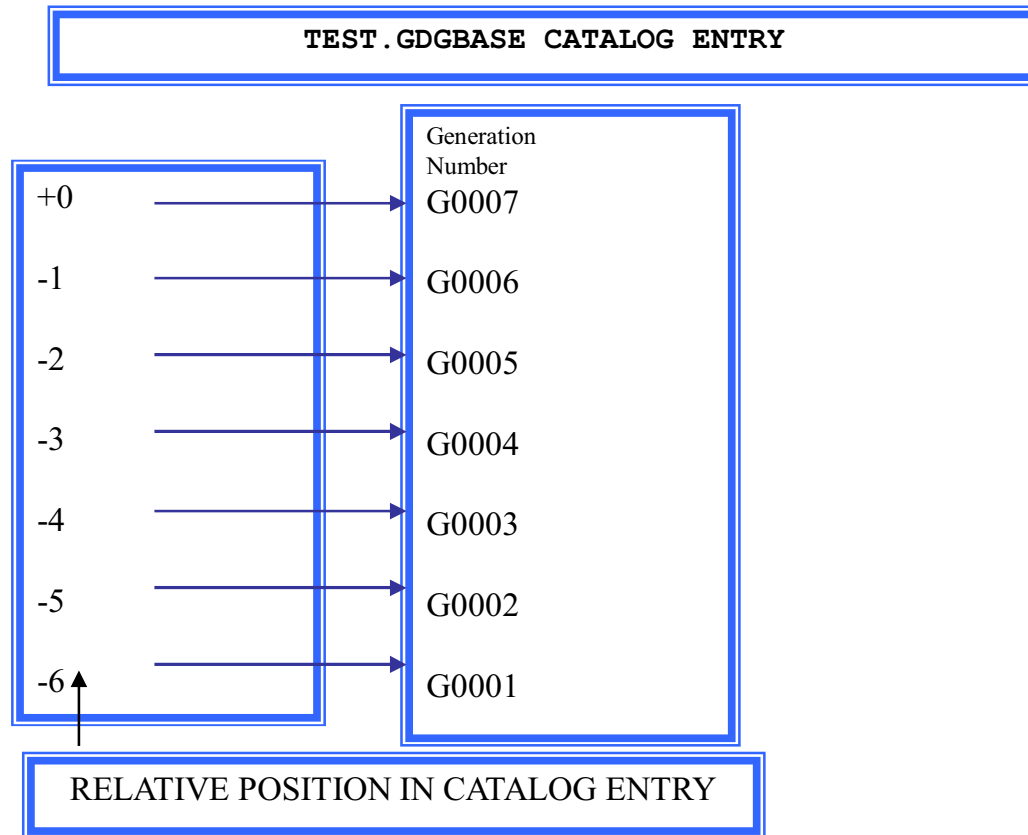 TEST.GDGBASE CATALOG ENTRY
Generation
Number
+0 G0007
-1 G0006
-2 G0005
-3 G0004
-4 G0003
-5 G0002
-6 G0001
RELATIVE POSITION IN CATALOG ENTRY